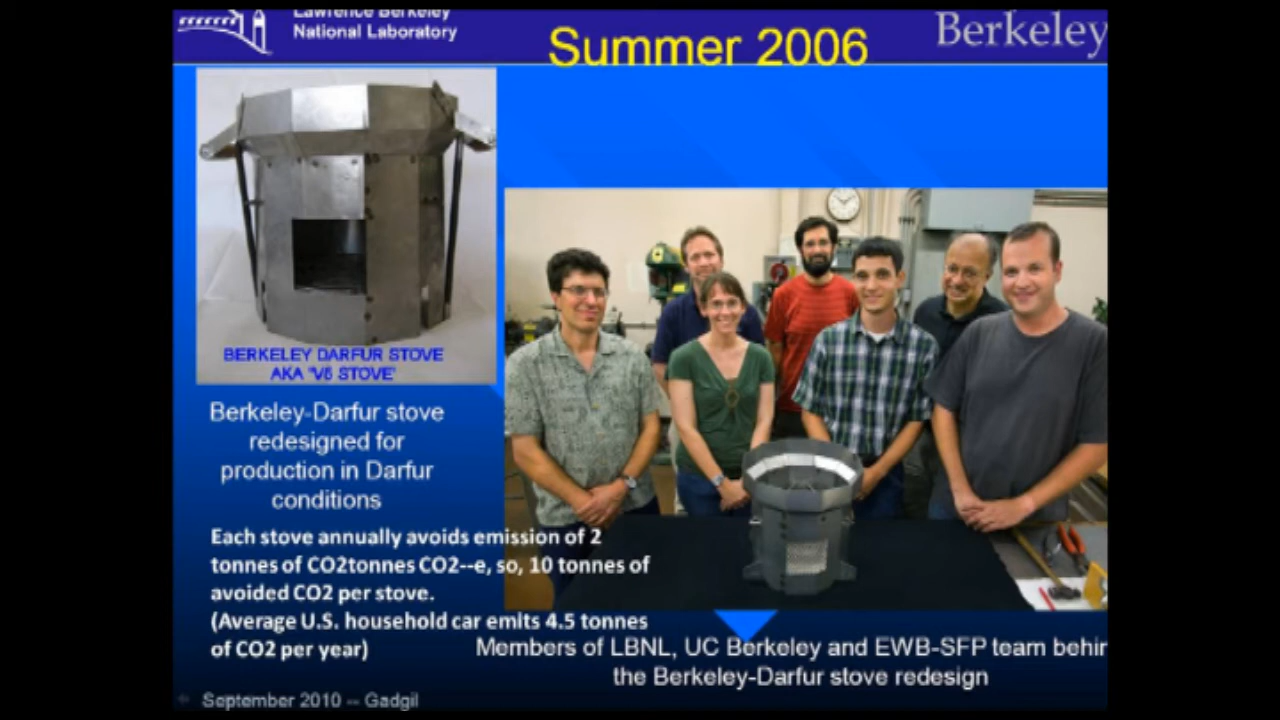 Lawrence Berkeley
National Laboratory
Summer 2006
Berkeley
BERKELEY DARFUR STOVE
AKA "V5 STOVE'
Berkeley-Darfur stove
redesigned for
production in Darfur
conditions
Each stove annually avoids emission of 2
tonnes of CO2tonnes CO2--e, so, 10 tonnes of
avoided CO2 per stove.
(Average U.S. household car emits 4.5 tonnes
of CO2 per year)
Members of LBNL, UC Berkeley and EWB-SFP team behin
the Berkeley-Darfur stove redesign
September 2010 -- Gadgil